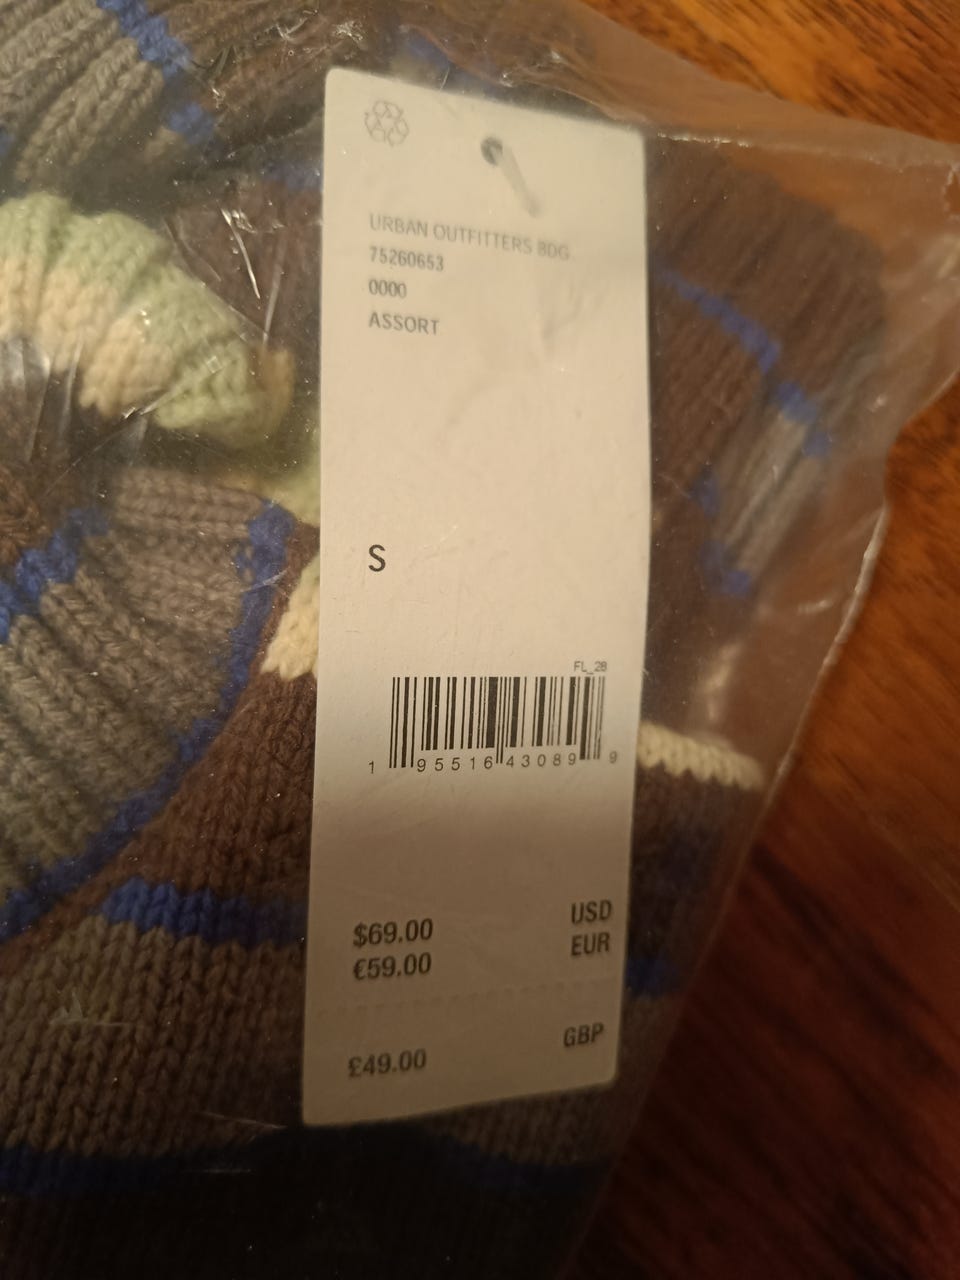 URBAN OUTFITTERS BDG
75260653
0000
ASSORT
S
FL_28
1 95516 43089 9
$69.00 USD
€59.00 EUR
£49.00 GBP